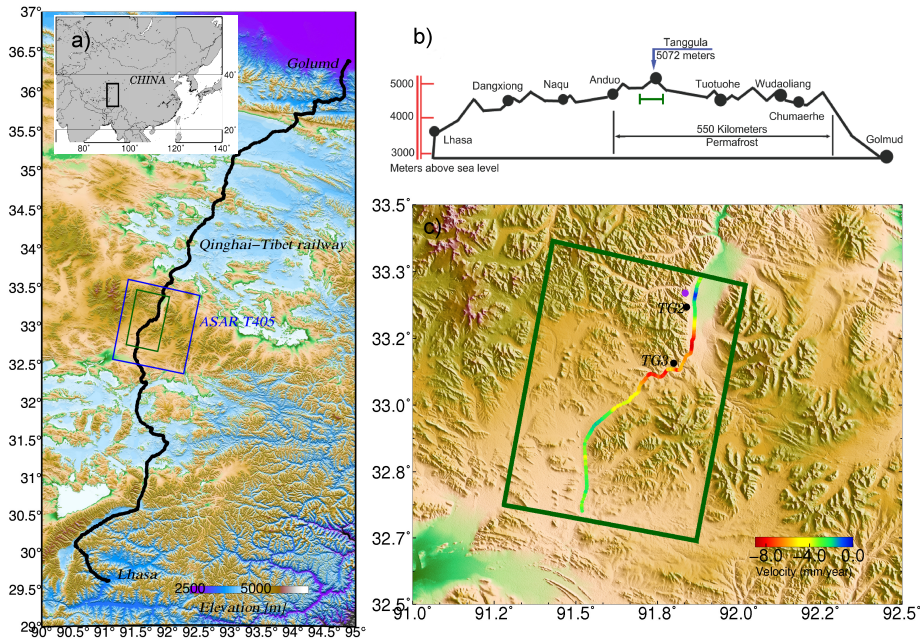 a)
CHINA
40°
20°
80°
100°
120°
140°
37°
36.5°
36°
35.5°
35°
34.5°
34°
33.5°
33°
32.5°
32°
31.5°
31°
30.5°
30°
29.5°
29°
90°
90.5°
91°
91.5°
92°
92.5°
93°
93.5°
94°
94.5°
95°
Golumd
Qinghai-Tibet railway
ASAR T405
Lhasa
2500
5000
Elevation [m]
b)
Tanggula
5072 meters
5000
4000
3000
Meters above sea level
Lhasa
Dangxiong
Naqu
Anduo
Tuotuohe
Wudaoliang
Chumaerhe
Golmud
550 Kilometers
Permafrost
c)
33.5°
33.3°
33.2°
33.0°
32.8°
32.7°
32.5°
91.0°
91.2°
91.5°
91.8°
92.0°
92.2°
92.5°
TG2
TG3
-8.0
-4.0
0.0
Velocity (mm/year)